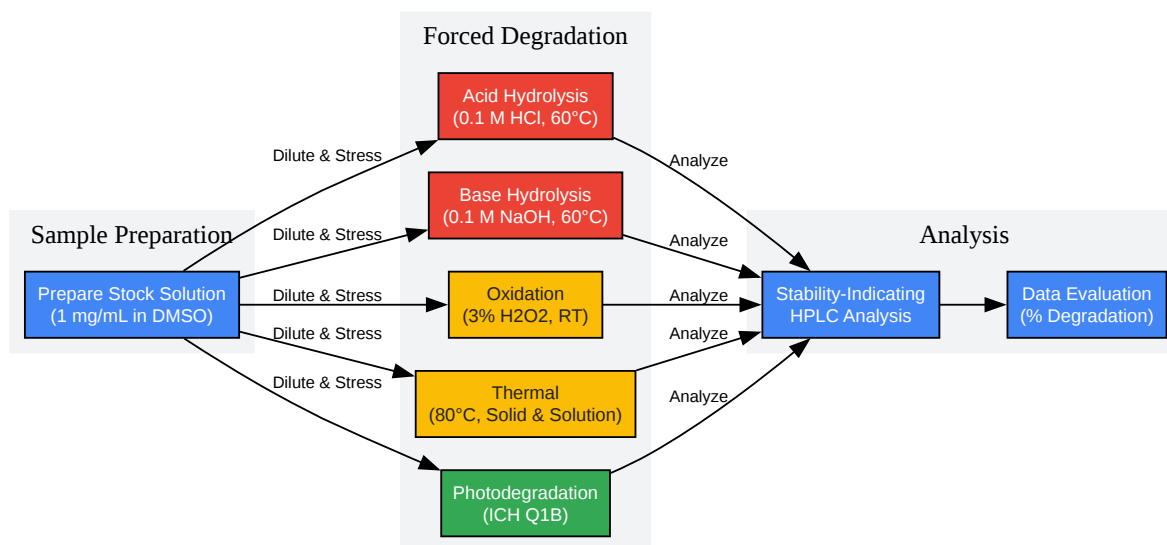 Sample Preparation
Prepare Stock Solution
(1 mg/mL in DMSO)
Dilute & Stress
Dilute & Stress
Dilute & Stress
Dilute & Stress
Dilute & Stress
Forced Degradation
Acid Hydrolysis
(0.1 M HCl, 60°C)
Base Hydrolysis
(0.1 M NaOH, 60°C)
Oxidation
(3% H2O2, RT)
Thermal
(80°C, Solid & Solution)
Photodegradation
(ICH Q1B)
Analyze
Analyze
Analyze
Analyze
Analyze
Analysis
Stability-Indicating
HPLC Analysis
Data Evaluation
(% Degradation)